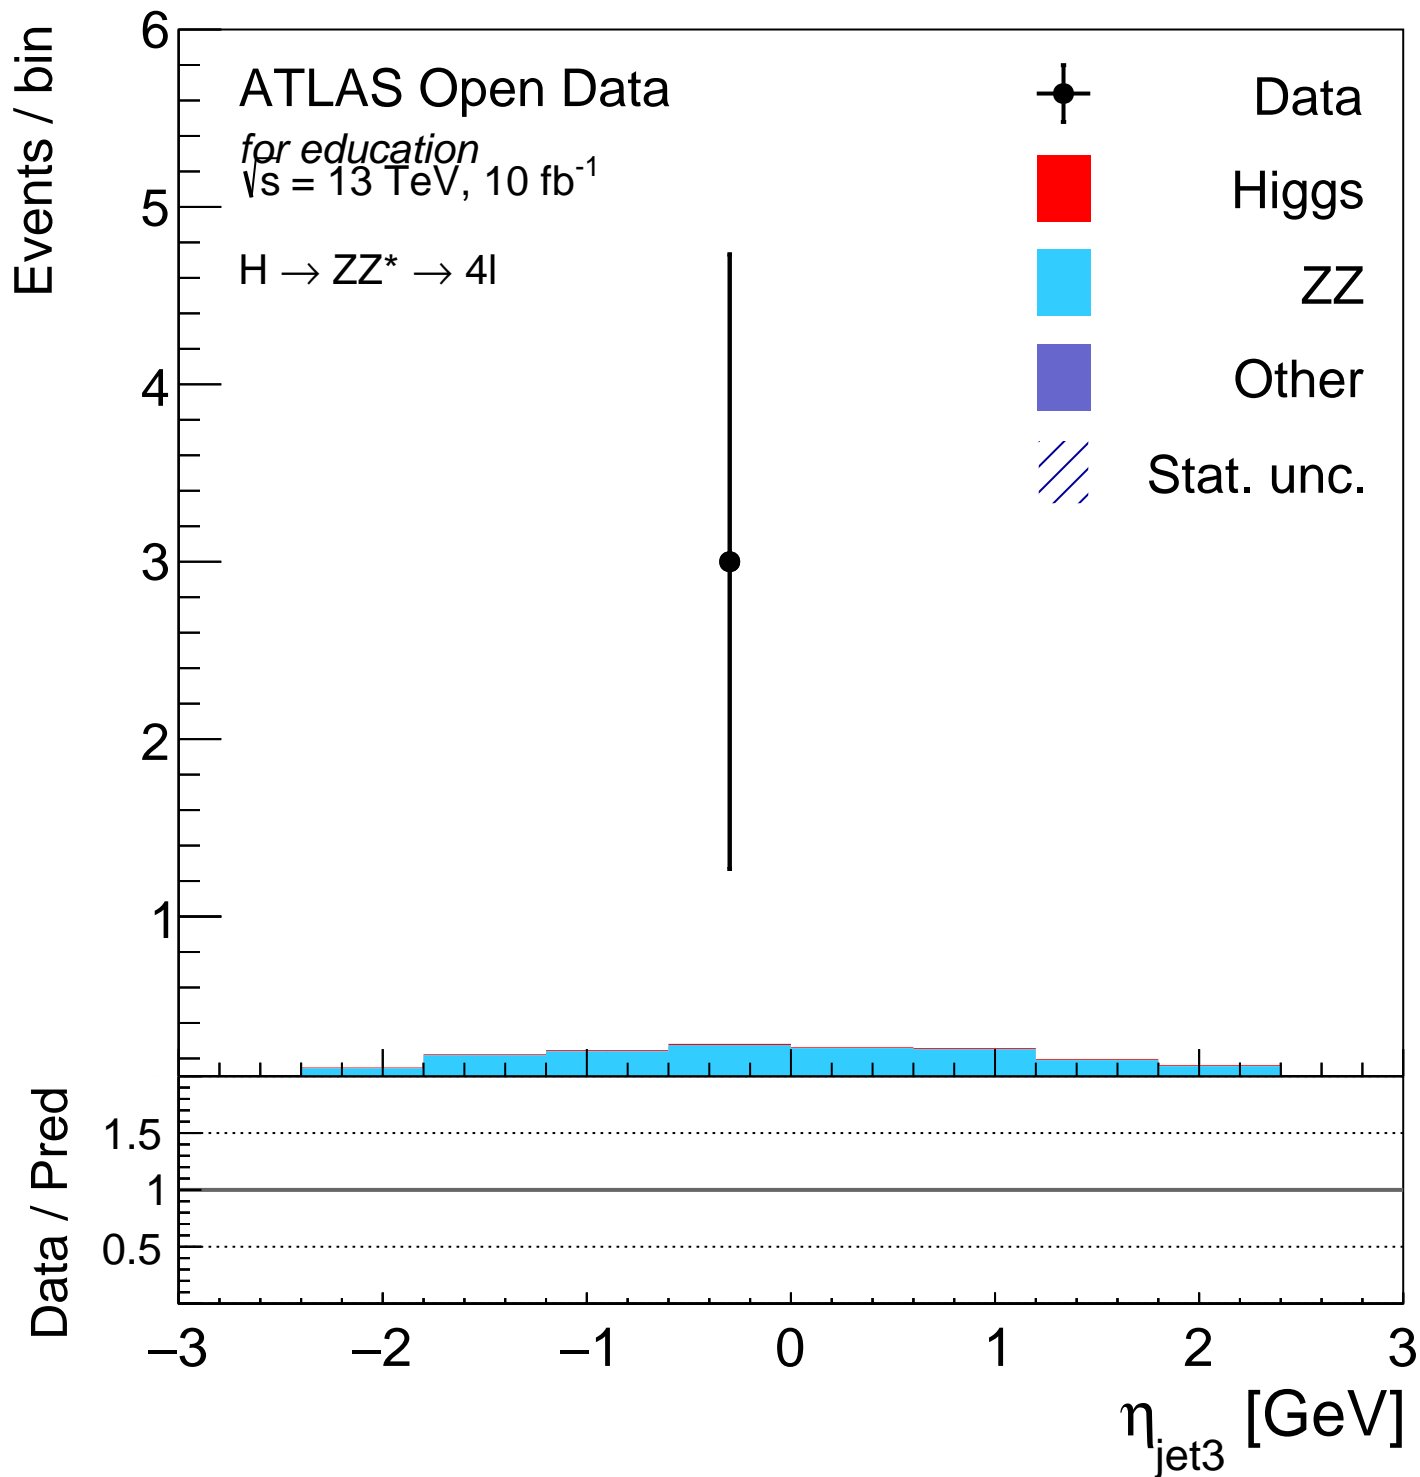 Events / bin
6
5
4
3
2
1
ATLAS Open Data
for education
√s = 13 TeV, 10 fb⁻¹
H → ZZ* → 4l
Data
Higgs
ZZ
Other
Stat. unc.
Data / Pred
1.5
1
0.5
−3 −2 −1 0 1 2 3
η_jet3 [GeV]